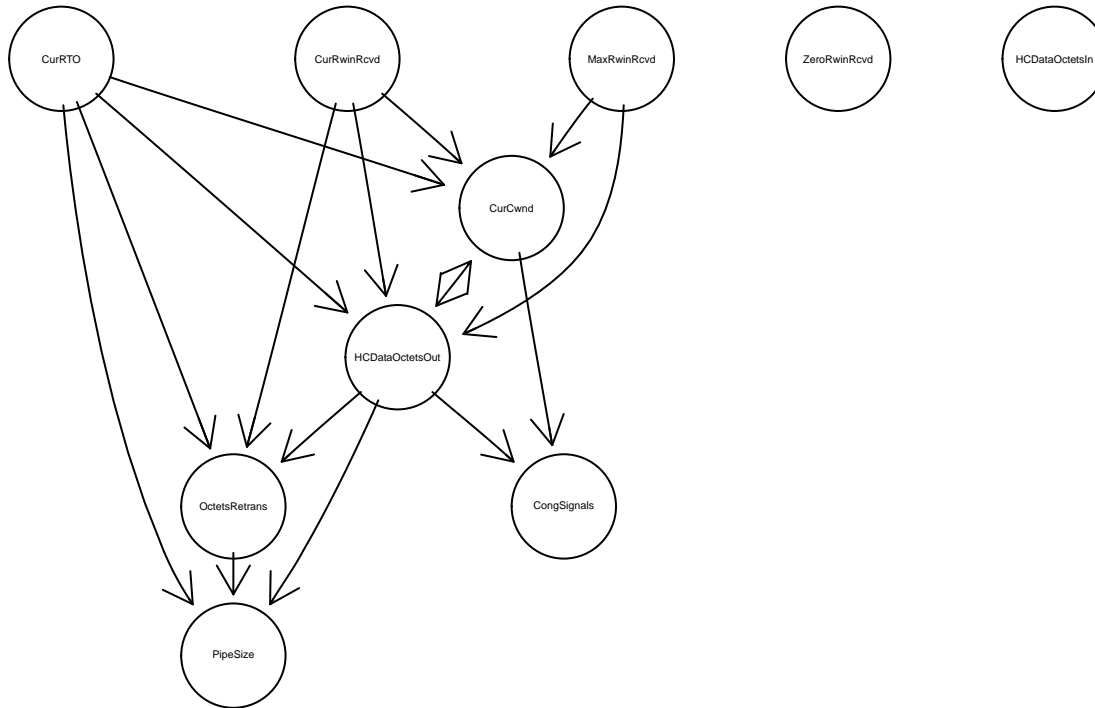 CurRTO
CurRwinRcvd
MaxRwinRcvd
ZeroRwinRcvd
HCDataOctetsIn
CurCwnd
HCDataOctetsOut
OctetsRetrans
CongSignals
PipeSize